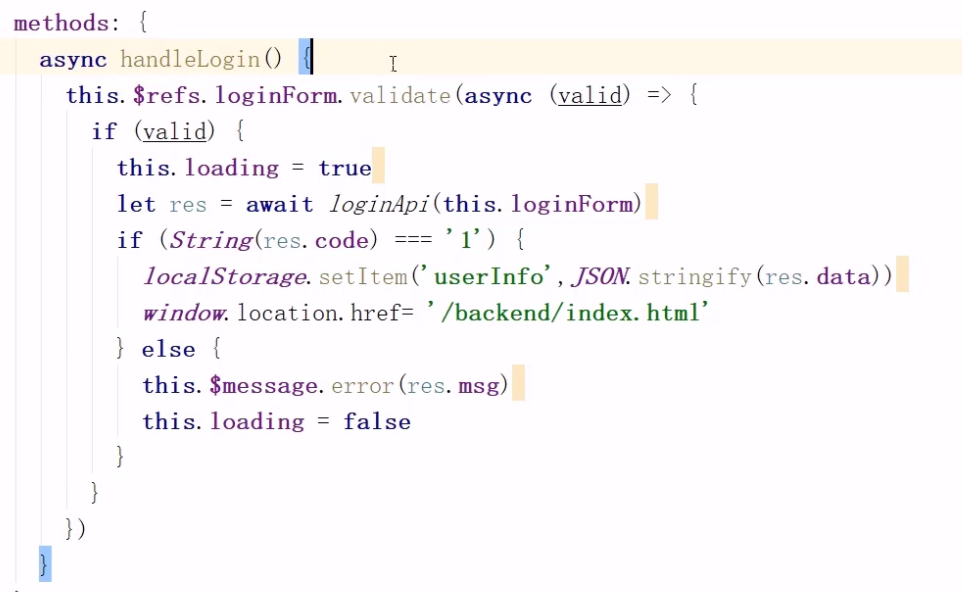 methods: {
async handleLogin() {
this.$refs.loginForm.validate(async (valid) => {
if (valid) {
this.loading = true
let res = await loginApi(this.loginForm)
if (String(res.code) === '1') {
localStorage.setItem('userInfo',JSON.stringify(res.data))
window.location.href= '/backend/index.html'
} else {
this.$message.error(res.msg)
this.loading = false
}
}
})
}